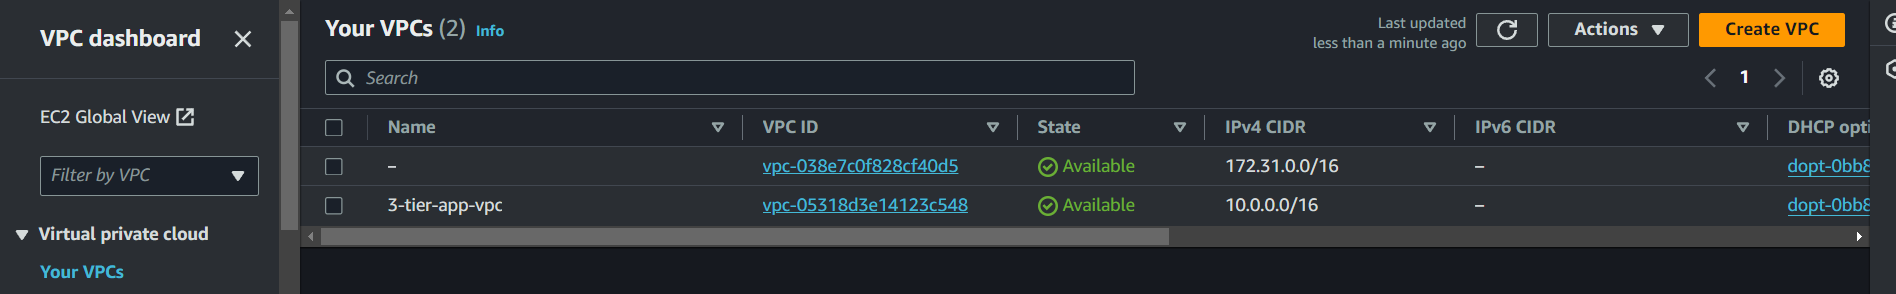 VPC dashboard
EC2 Global View
Filter by VPC
Virtual private cloud
Your VPCs
Your VPCs (2) Info
Last updated
less than a minute ago
Actions
Create VPC
Search
1
Name VPC ID State IPv4 CIDR IPv6 CIDR DHCP opti
– vpc-038e7c0f828cf40d5 Available 172.31.0.0/16 – dopt-0bb8
3-tier-app-vpc vpc-05318d3e14123c548 Available 10.0.0.0/16 – dopt-0bb8